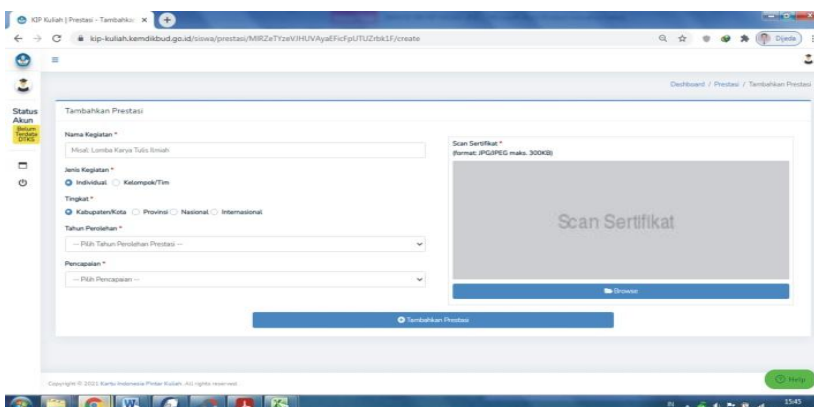 KIP Kuliah | Prestasi - Tambahka
kip-kuliah.kemdikbud.go.id/siswa/prestasi/
Dijeda
Dashboard / Prestasi / Tambahkan Prestasi
Status
Akun
Belum
Terdata
DTKS
Tambahkan Prestasi
Nama Kegiatan *
Misal: Lomba Karya Tulis Ilmiah
Jenis Kegiatan *
Individual Kelompok/Tim
Tingkat *
Kabupaten/Kota Provinsi Nasional Internasional
Tahun Perolehan *
-- Pilih Tahun Perolehan Prestasi --
Pencapaian *
-- Pilih Pencapaian --
Scan Sertifikat *
(format: JPG/JPEG maks. 300KB)
Scan Sertifikat
Browse
Tambahkan Prestasi
Copyright © 2021 Kartu Indonesia Pintar Kuliah. All rights reserved.
Help
IN
15:45